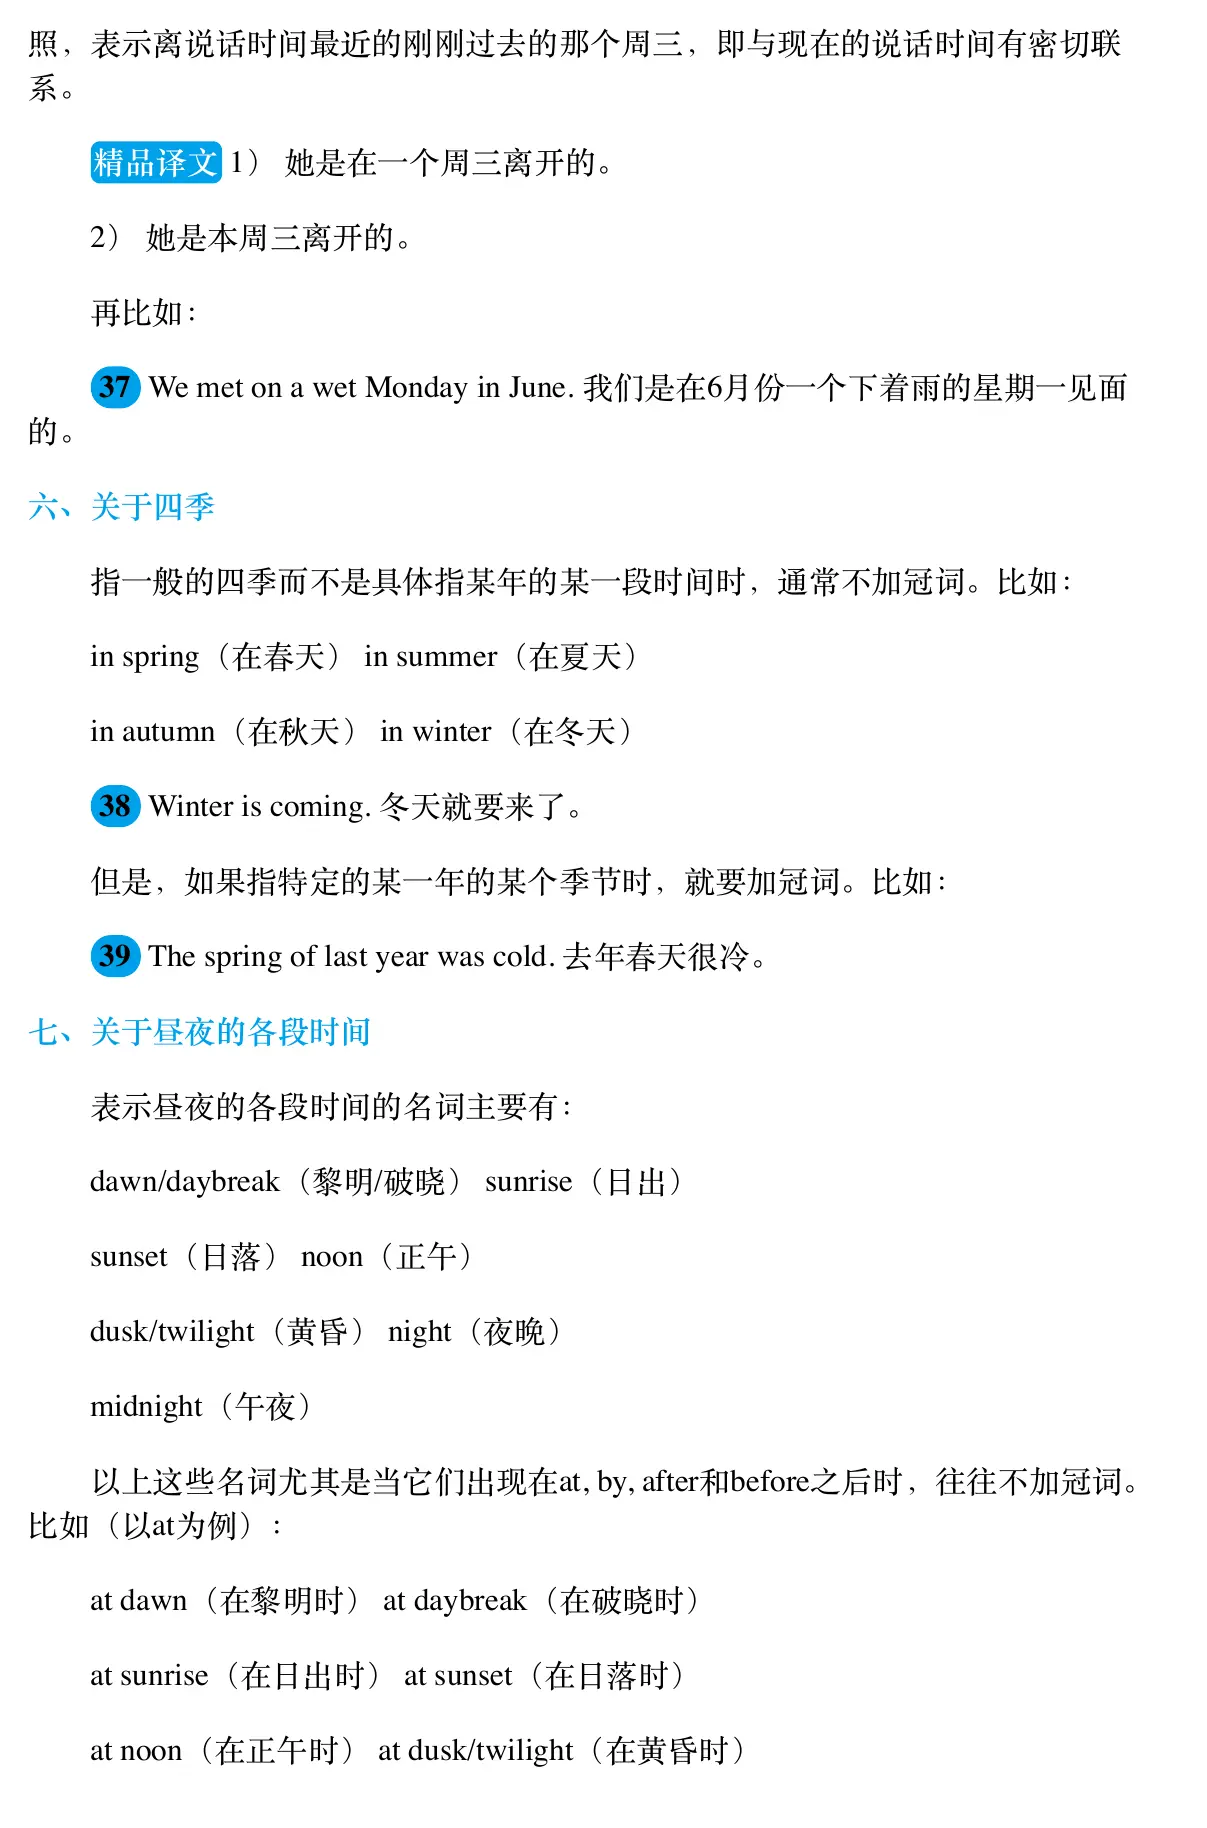 照，表示离说话时间最近的刚刚过去的那个周三，即与现在的说话时间有密切联
系。
精品译文 1） 她是在一个周三离开的。
2） 她是本周三离开的。
再比如：
37 We met on a wet Monday in June. 我们是在6月份一个下着雨的星期一见面
的。
六、关于四季
指一般的四季而不是具体指某年的某一段时间时，通常不加冠词。比如：
in spring（在春天） in summer（在夏天）
in autumn（在秋天） in winter（在冬天）
38 Winter is coming. 冬天就要来了。
但是，如果指特定的某一年的某个季节时，就要加冠词。比如：
39 The spring of last year was cold. 去年春天很冷。
七、关于昼夜的各段时间
表示昼夜的各段时间的名词主要有：
dawn/daybreak（黎明/破晓） sunrise（日出）
sunset（日落） noon（正午）
dusk/twilight（黄昏） night（夜晚）
midnight（午夜）
以上这些名词尤其是当它们出现在at, by, after和before之后时，往往不加冠词。
比如（以at为例）：
at dawn（在黎明时） at daybreak（在破晓时）
at sunrise（在日出时） at sunset（在日落时）
at noon（在正午时） at dusk/twilight（在黄昏时）